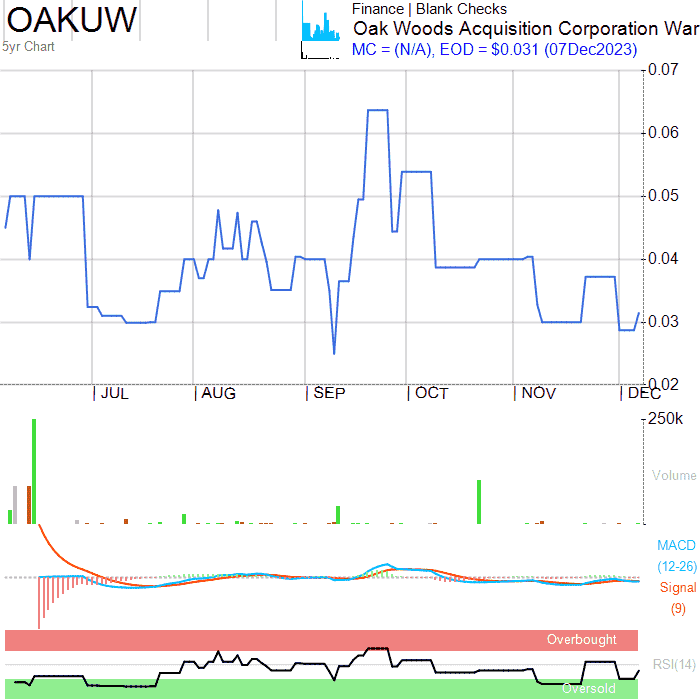 OAKUW
5yr Chart
Finance | Blank Checks
Oak Woods Acquisition Corporation War
MC = (N/A), EOD = $0.031 (07Dec2023)
0.07
0.06
0.05
0.04
0.03
0.02
JUL AUG SEP OCT NOV DEC
250k
Volume
MACD
(12-26)
Signal
(9)
Overbought
RSI(14)
Oversold